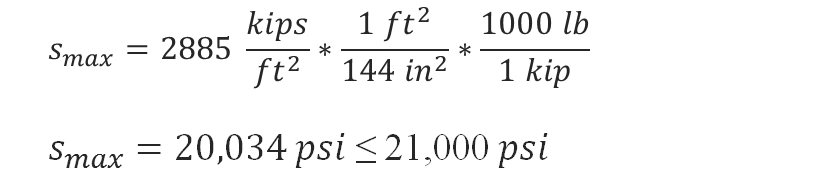 s_max = 2885 kips/ft² * 1 ft²/144 in² * 1000 lb/1 kip
s_max = 20,034 psi ≤ 21,000 psi